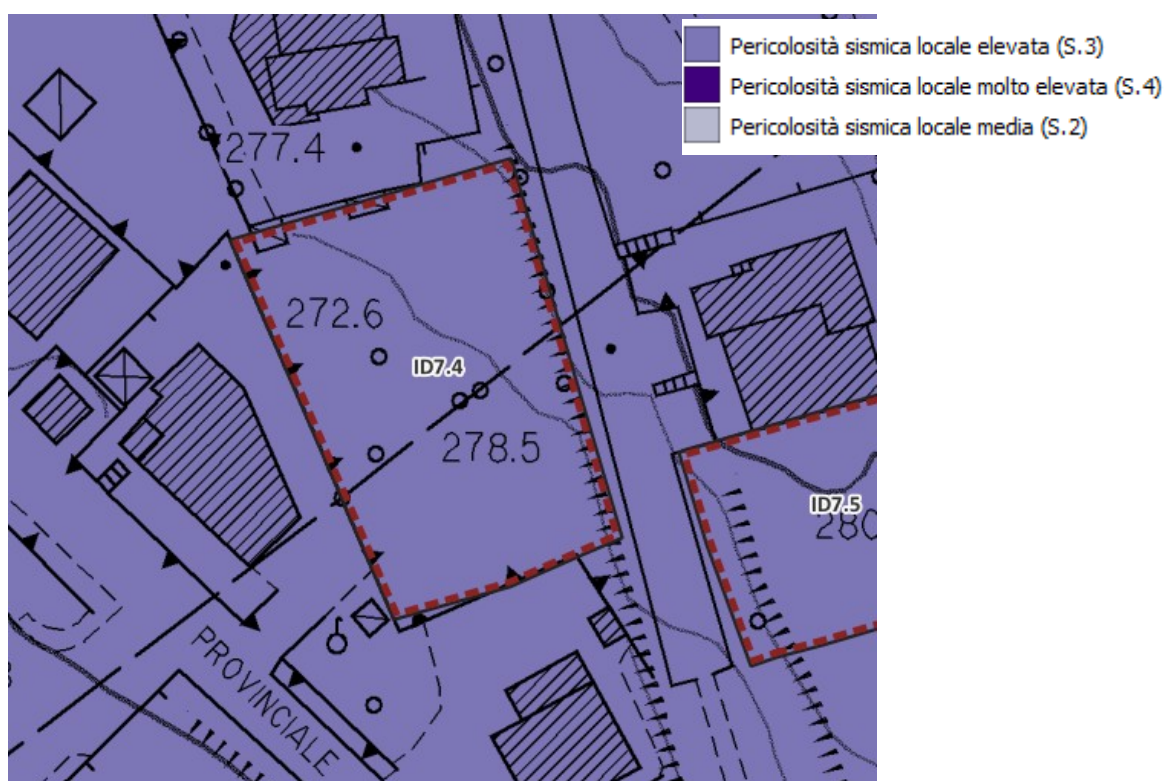 Pericolosità sismica locale elevata (S.3)
Pericolosità sismica locale molto elevata (S.4)
Pericolosità sismica locale media (S.2)
277.4
272.6
ID7.4
278.5
ID7.5
280
PROVINCIALE